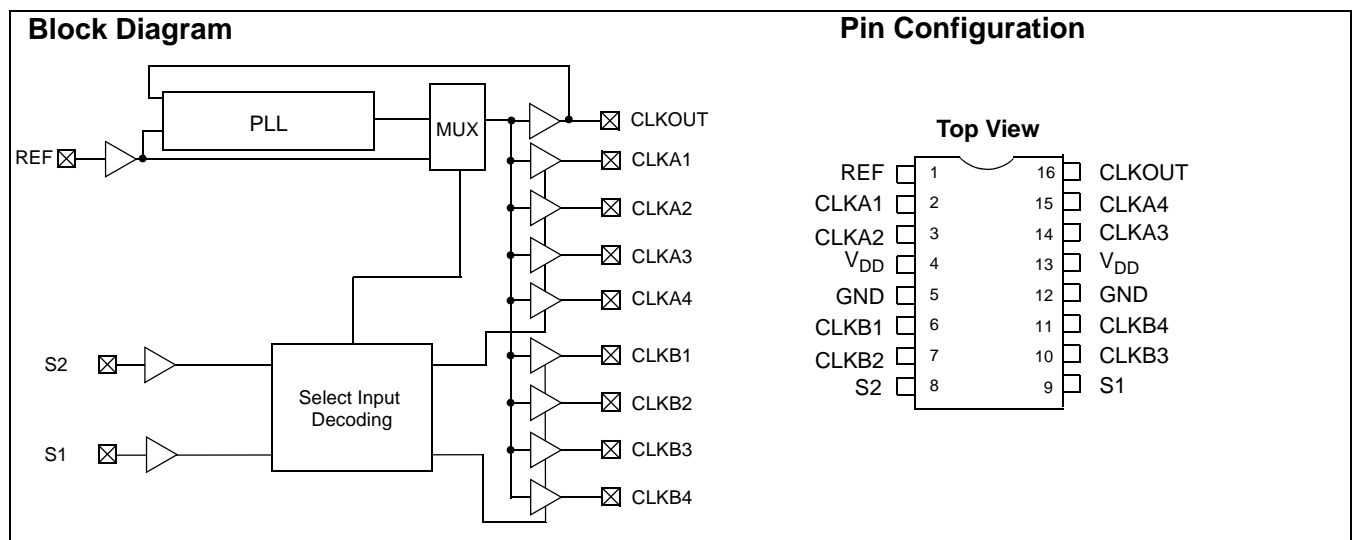 Block Diagram
PLL
MUX
REF
CLKOUT
CLKA1
CLKA2
CLKA3
CLKA4
S2
S1
Select Input
Decoding
CLKB1
CLKB2
CLKB3
CLKB4
Pin Configuration
Top View
REF 1 16 CLKOUT
CLKA1 2 15 CLKA4
CLKA2 3 14 CLKA3
VDD 4 13 VDD
GND 5 12 GND
CLKB1 6 11 CLKB4
CLKB2 7 10 CLKB3
S2 8 9 S1